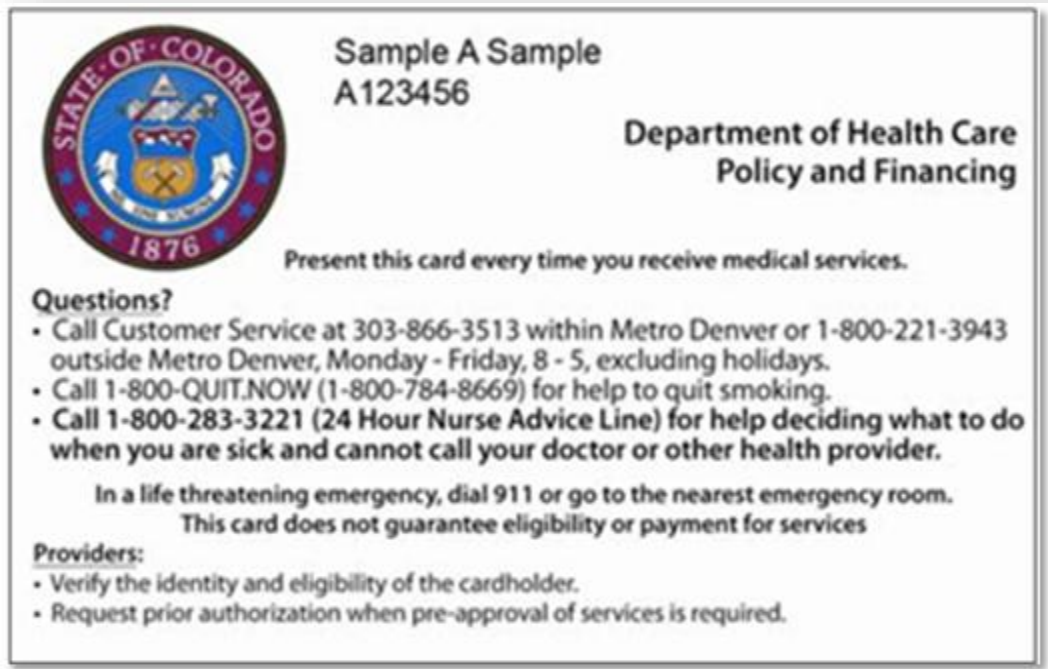 STATE·OF·COLORADO
1876
Sample A Sample
A123456
Department of Health Care
Policy and Financing
Present this card every time you receive medical services.
Questions?
• Call Customer Service at 303-866-3513 within Metro Denver or 1-800-221-3943
outside Metro Denver, Monday - Friday, 8 - 5, excluding holidays.
• Call 1-800-QUIT.NOW (1-800-784-8669) for help to quit smoking.
• Call 1-800-283-3221 (24 Hour Nurse Advice Line) for help deciding what to do
when you are sick and cannot call your doctor or other health provider.
In a life threatening emergency, dial 911 or go to the nearest emergency room.
This card does not guarantee eligibility or payment for services
Providers:
• Verify the identity and eligibility of the cardholder.
• Request prior authorization when pre-approval of services is required.